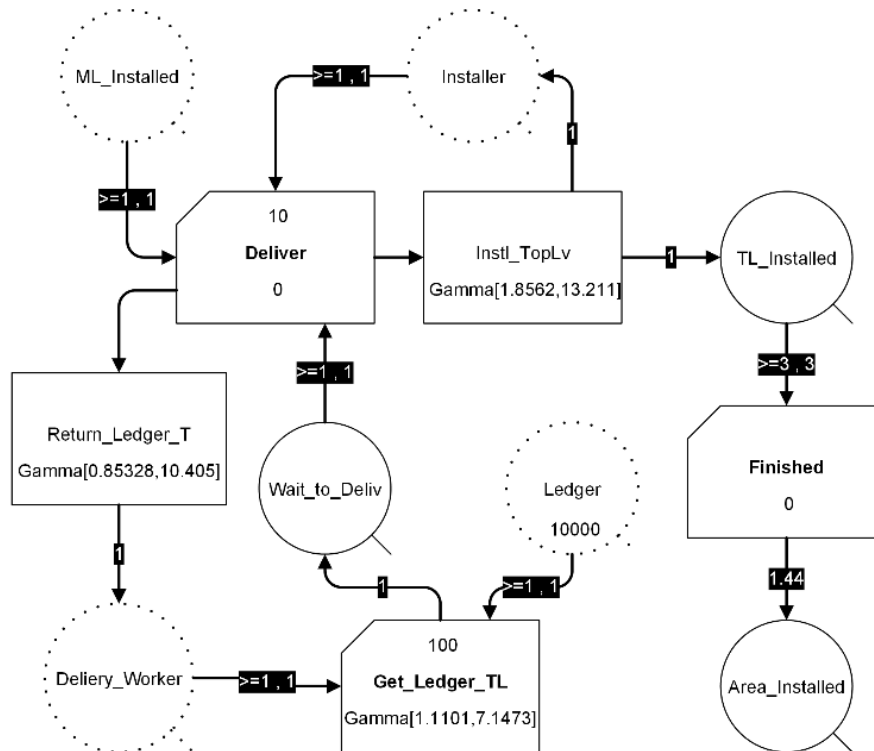 ML_Installed
>=1 , 1
Installer
1
>=1 , 1
10
Deliver
0
Instl_TopLv
Gamma[1.8562,13.211]
1
TL_Installed
>=1 , 1
>=3 , 3
Return_Ledger_T
Gamma[0.85328,10.405]
Wait_to_Deliv
Ledger
10000
Finished
0
1
1
>=1 , 1
1.44
100
Get_Ledger_TL
Gamma[1.1101,7.1473]
Deliery_Worker
>=1 , 1
Area_Installed